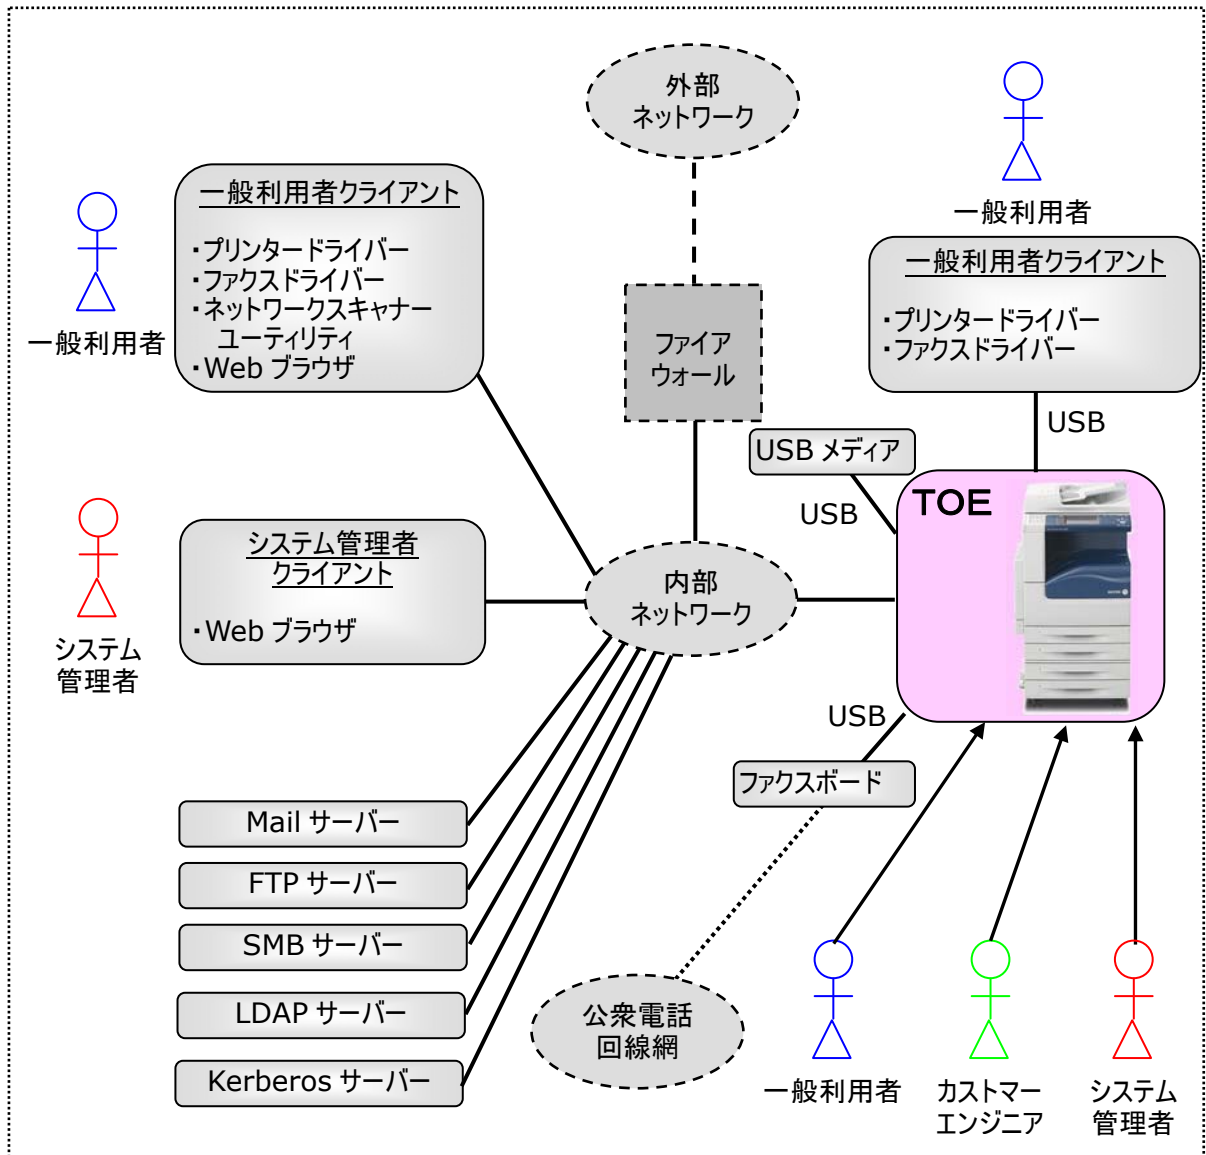 外部
ネットワーク
一般利用者
一般利用者クライアント
・プリンタードライバー
・ファクスドライバー
・ネットワークスキャナー
ユーティリティ
・Web ブラウザ
一般利用者
一般利用者クライアント
・プリンタードライバー
・ファクスドライバー
ファイア
ウォール
USB
USB メディア
USB
TOE
システム管理者
クライアント
・Web ブラウザ
システム
管理者
内部
ネットワーク
USB
ファクスボード
Mail サーバー
FTP サーバー
SMB サーバー
LDAP サーバー
Kerberos サーバー
公衆電話
回線網
一般利用者
カストマー
エンジニア
システム
管理者